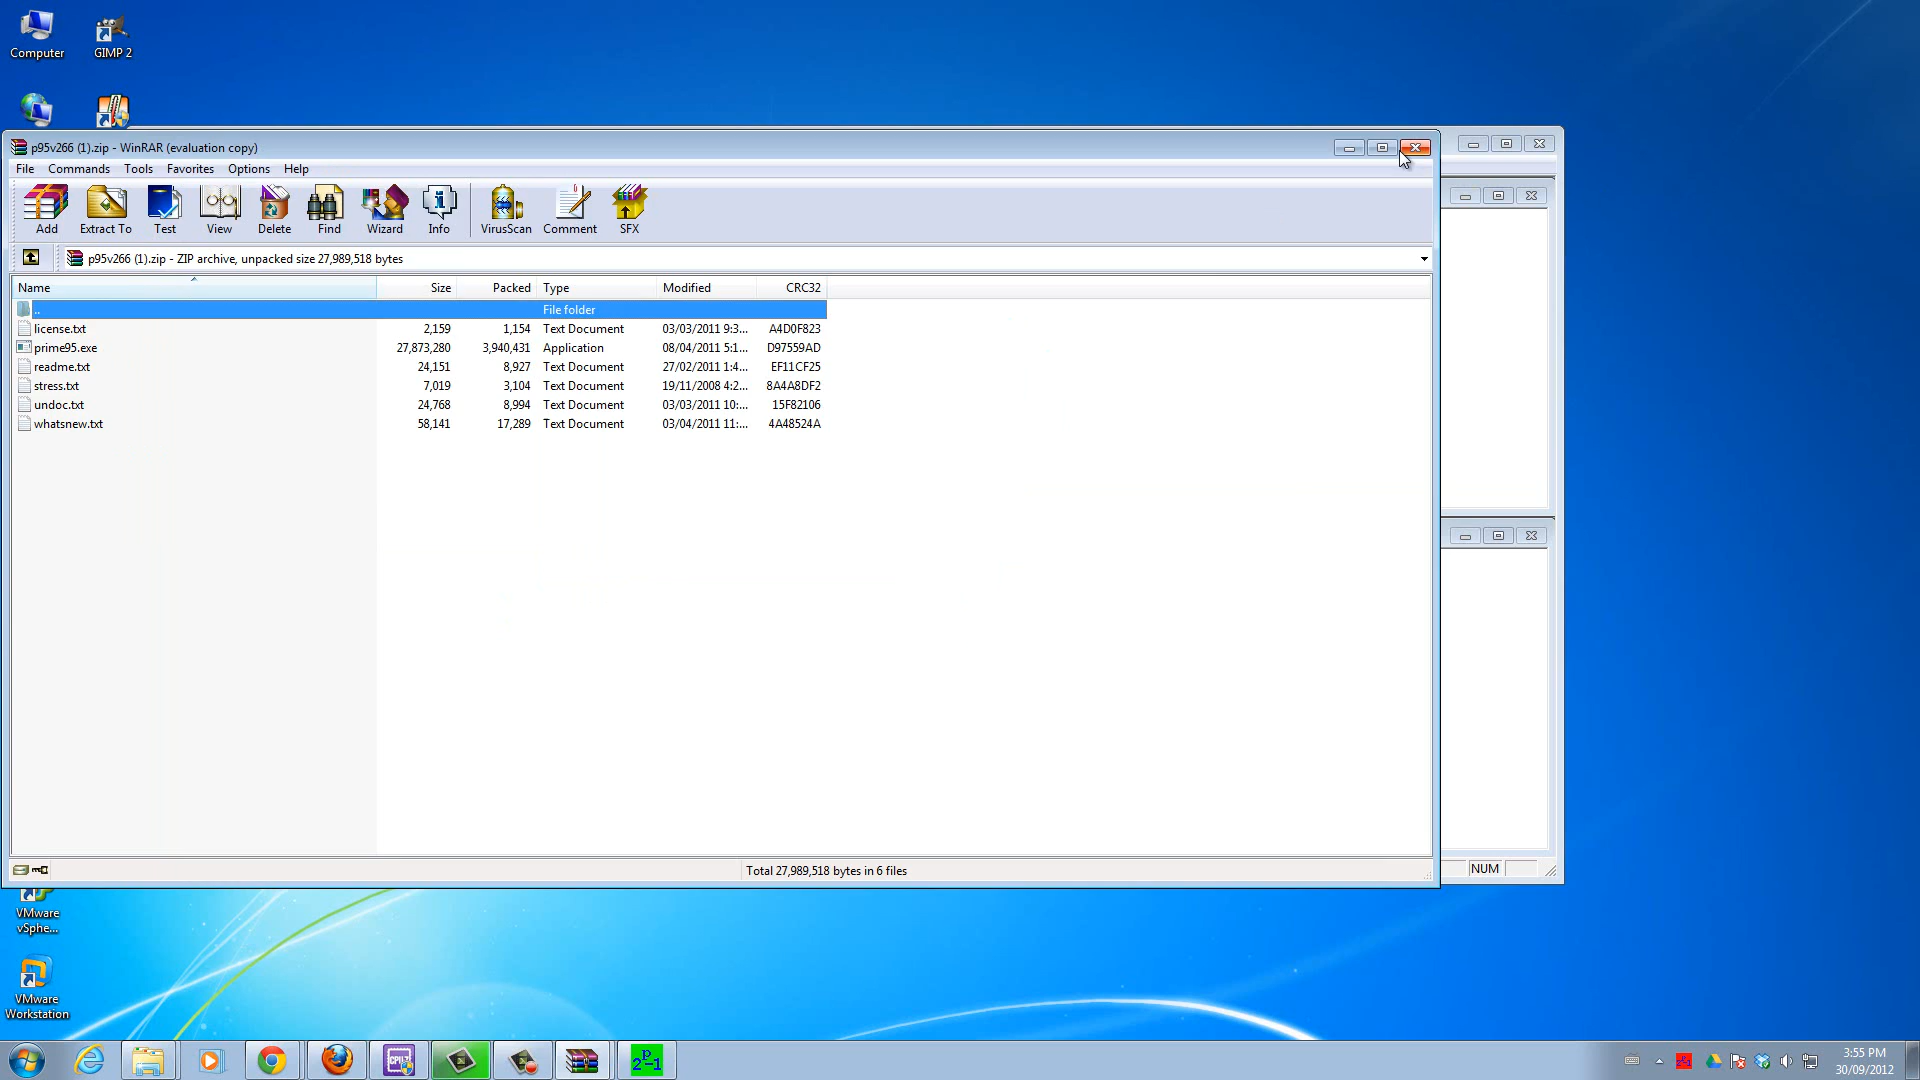 Computer
GIMP 2
p95v266 (1).zip - WinRAR (evaluation copy)
File Commands Tools Favorites Options Help
Add Extract To Test View Delete Find Wizard Info VirusScan Comment SFX
p95v266 (1).zip - ZIP archive, unpacked size 27,989,518 bytes
Name Size Packed Type Modified CRC32
.. File folder
license.txt 2,159 1,154 Text Document 03/03/2011 9:3... A4D0F823
prime95.exe 27,873,280 3,940,431 Application 08/04/2011 5:1... D97559AD
readme.txt 24,151 8,927 Text Document 27/02/2011 1:4... EF11CF25
stress.txt 7,019 3,104 Text Document 19/11/2008 4:2... 8A4A8DF2
undoc.txt 24,768 8,994 Text Document 03/03/2011 10:... 15F82106
whatsnew.txt 58,141 17,289 Text Document 03/04/2011 11:... 4A48524A
Total 27,989,518 bytes in 6 files
NUM
VMware
vSphe...
VMware
Workstation
CPU-Z
2P-1
3:55 PM
30/09/2012